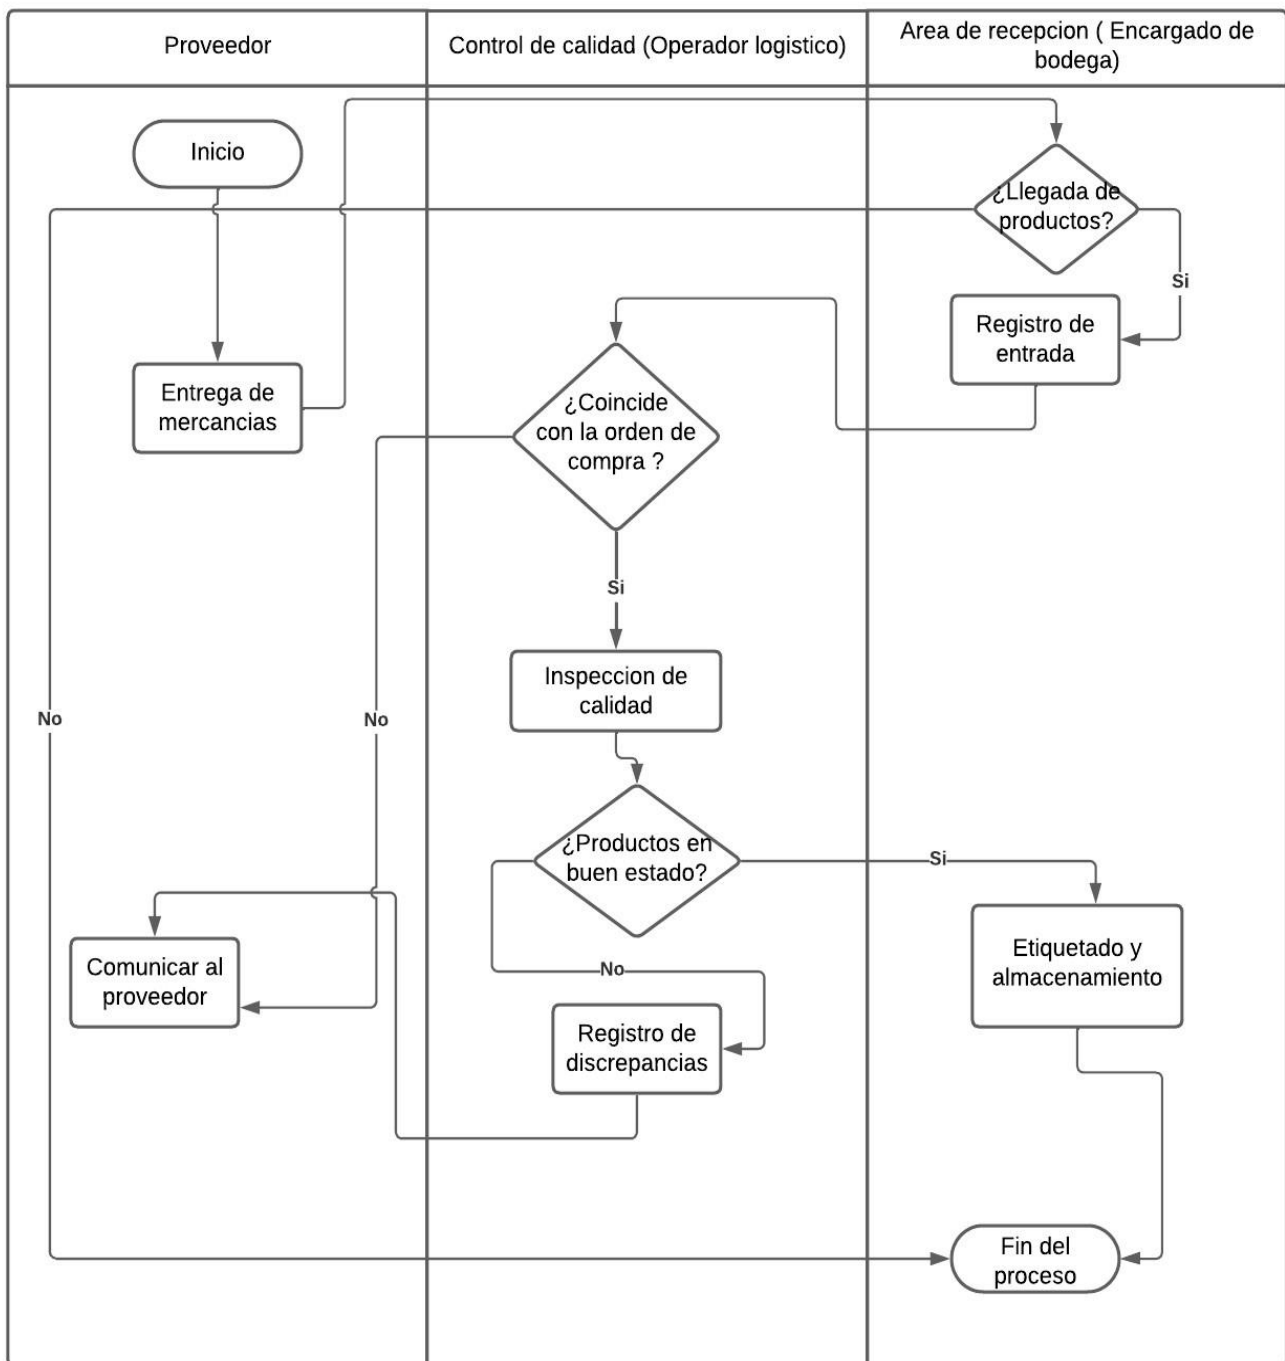 Proveedor
Control de calidad (Operador logistico)
Area de recepcion ( Encargado de
bodega)
Inicio
¿Llegada de
productos?
Si
Registro de
entrada
Entrega de
mercancias
¿Coincide
con la orden de
compra ?
Si
Inspeccion de
calidad
No
No
¿Productos en
buen estado?
Si
Comunicar al
proveedor
No
Etiquetado y
almacenamiento
Registro de
discrepancias
Fin del
proceso